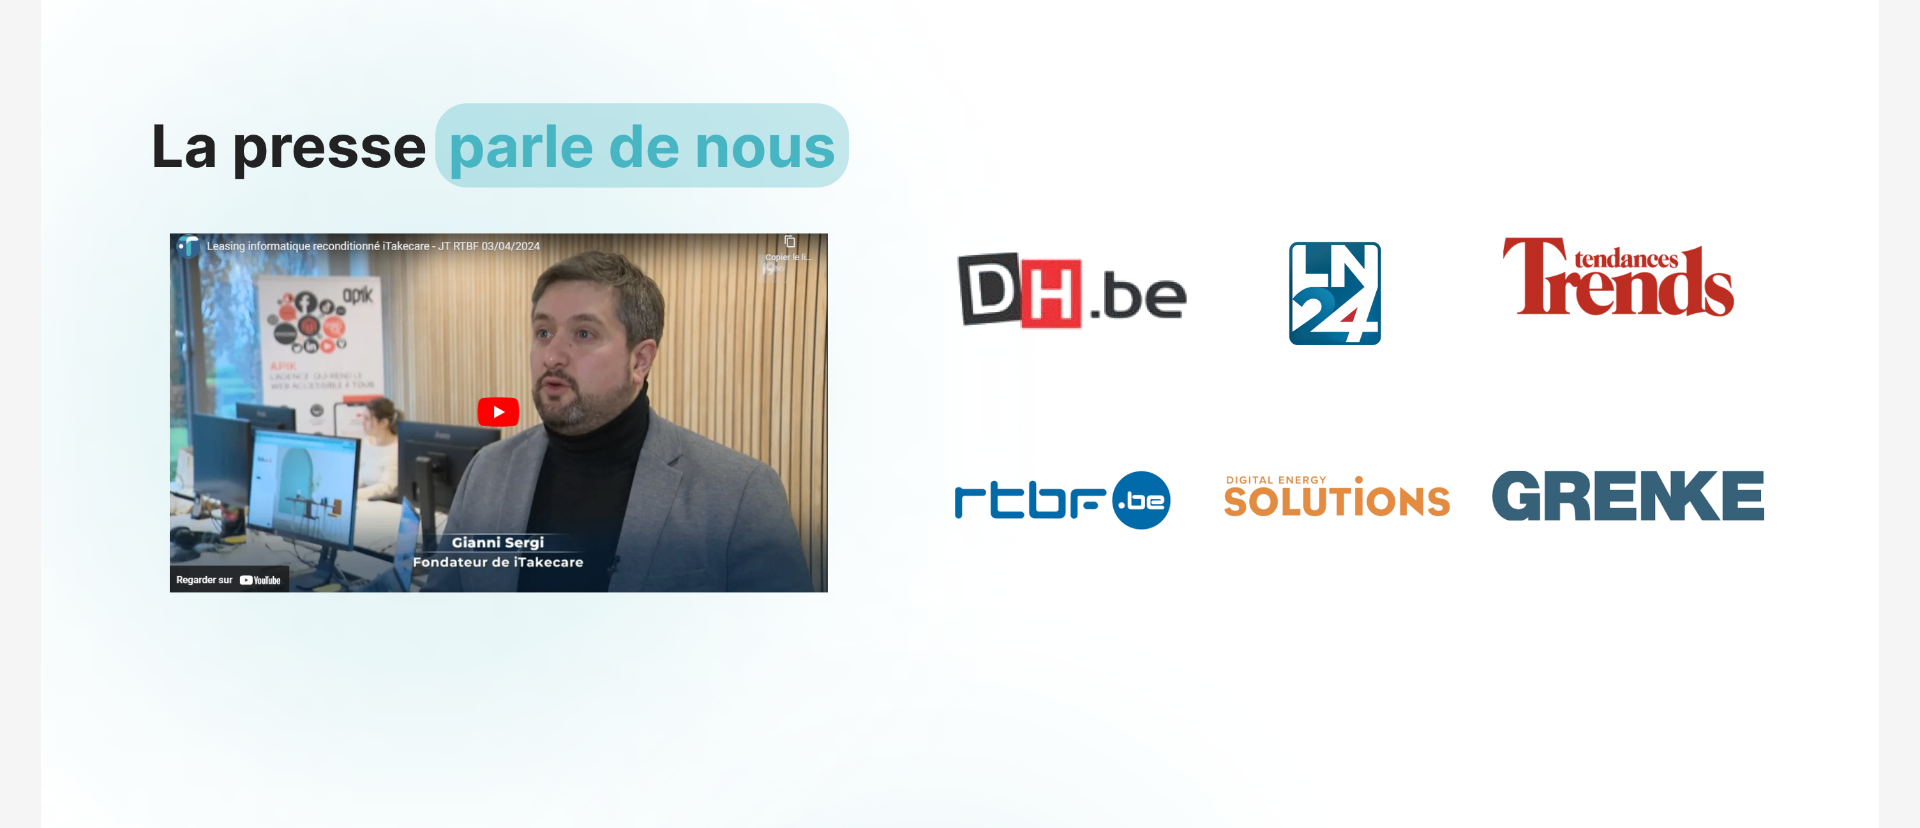 La presse parle de nous
Leasing informatique reconditionné iTakecare - JT RTBF 03/04/2024
Copier le li...
apik
APIK
L'AGENCE QUI REND LE
WEB ACCESSIBLE À TOUS
Gianni Sergi
Fondateur de iTakecare
Regarder sur YouTube
DH.be
LN
24
tendances
Trends
rtbf.be
DIGITAL ENERGY
SOLUTIONS
GRENKE